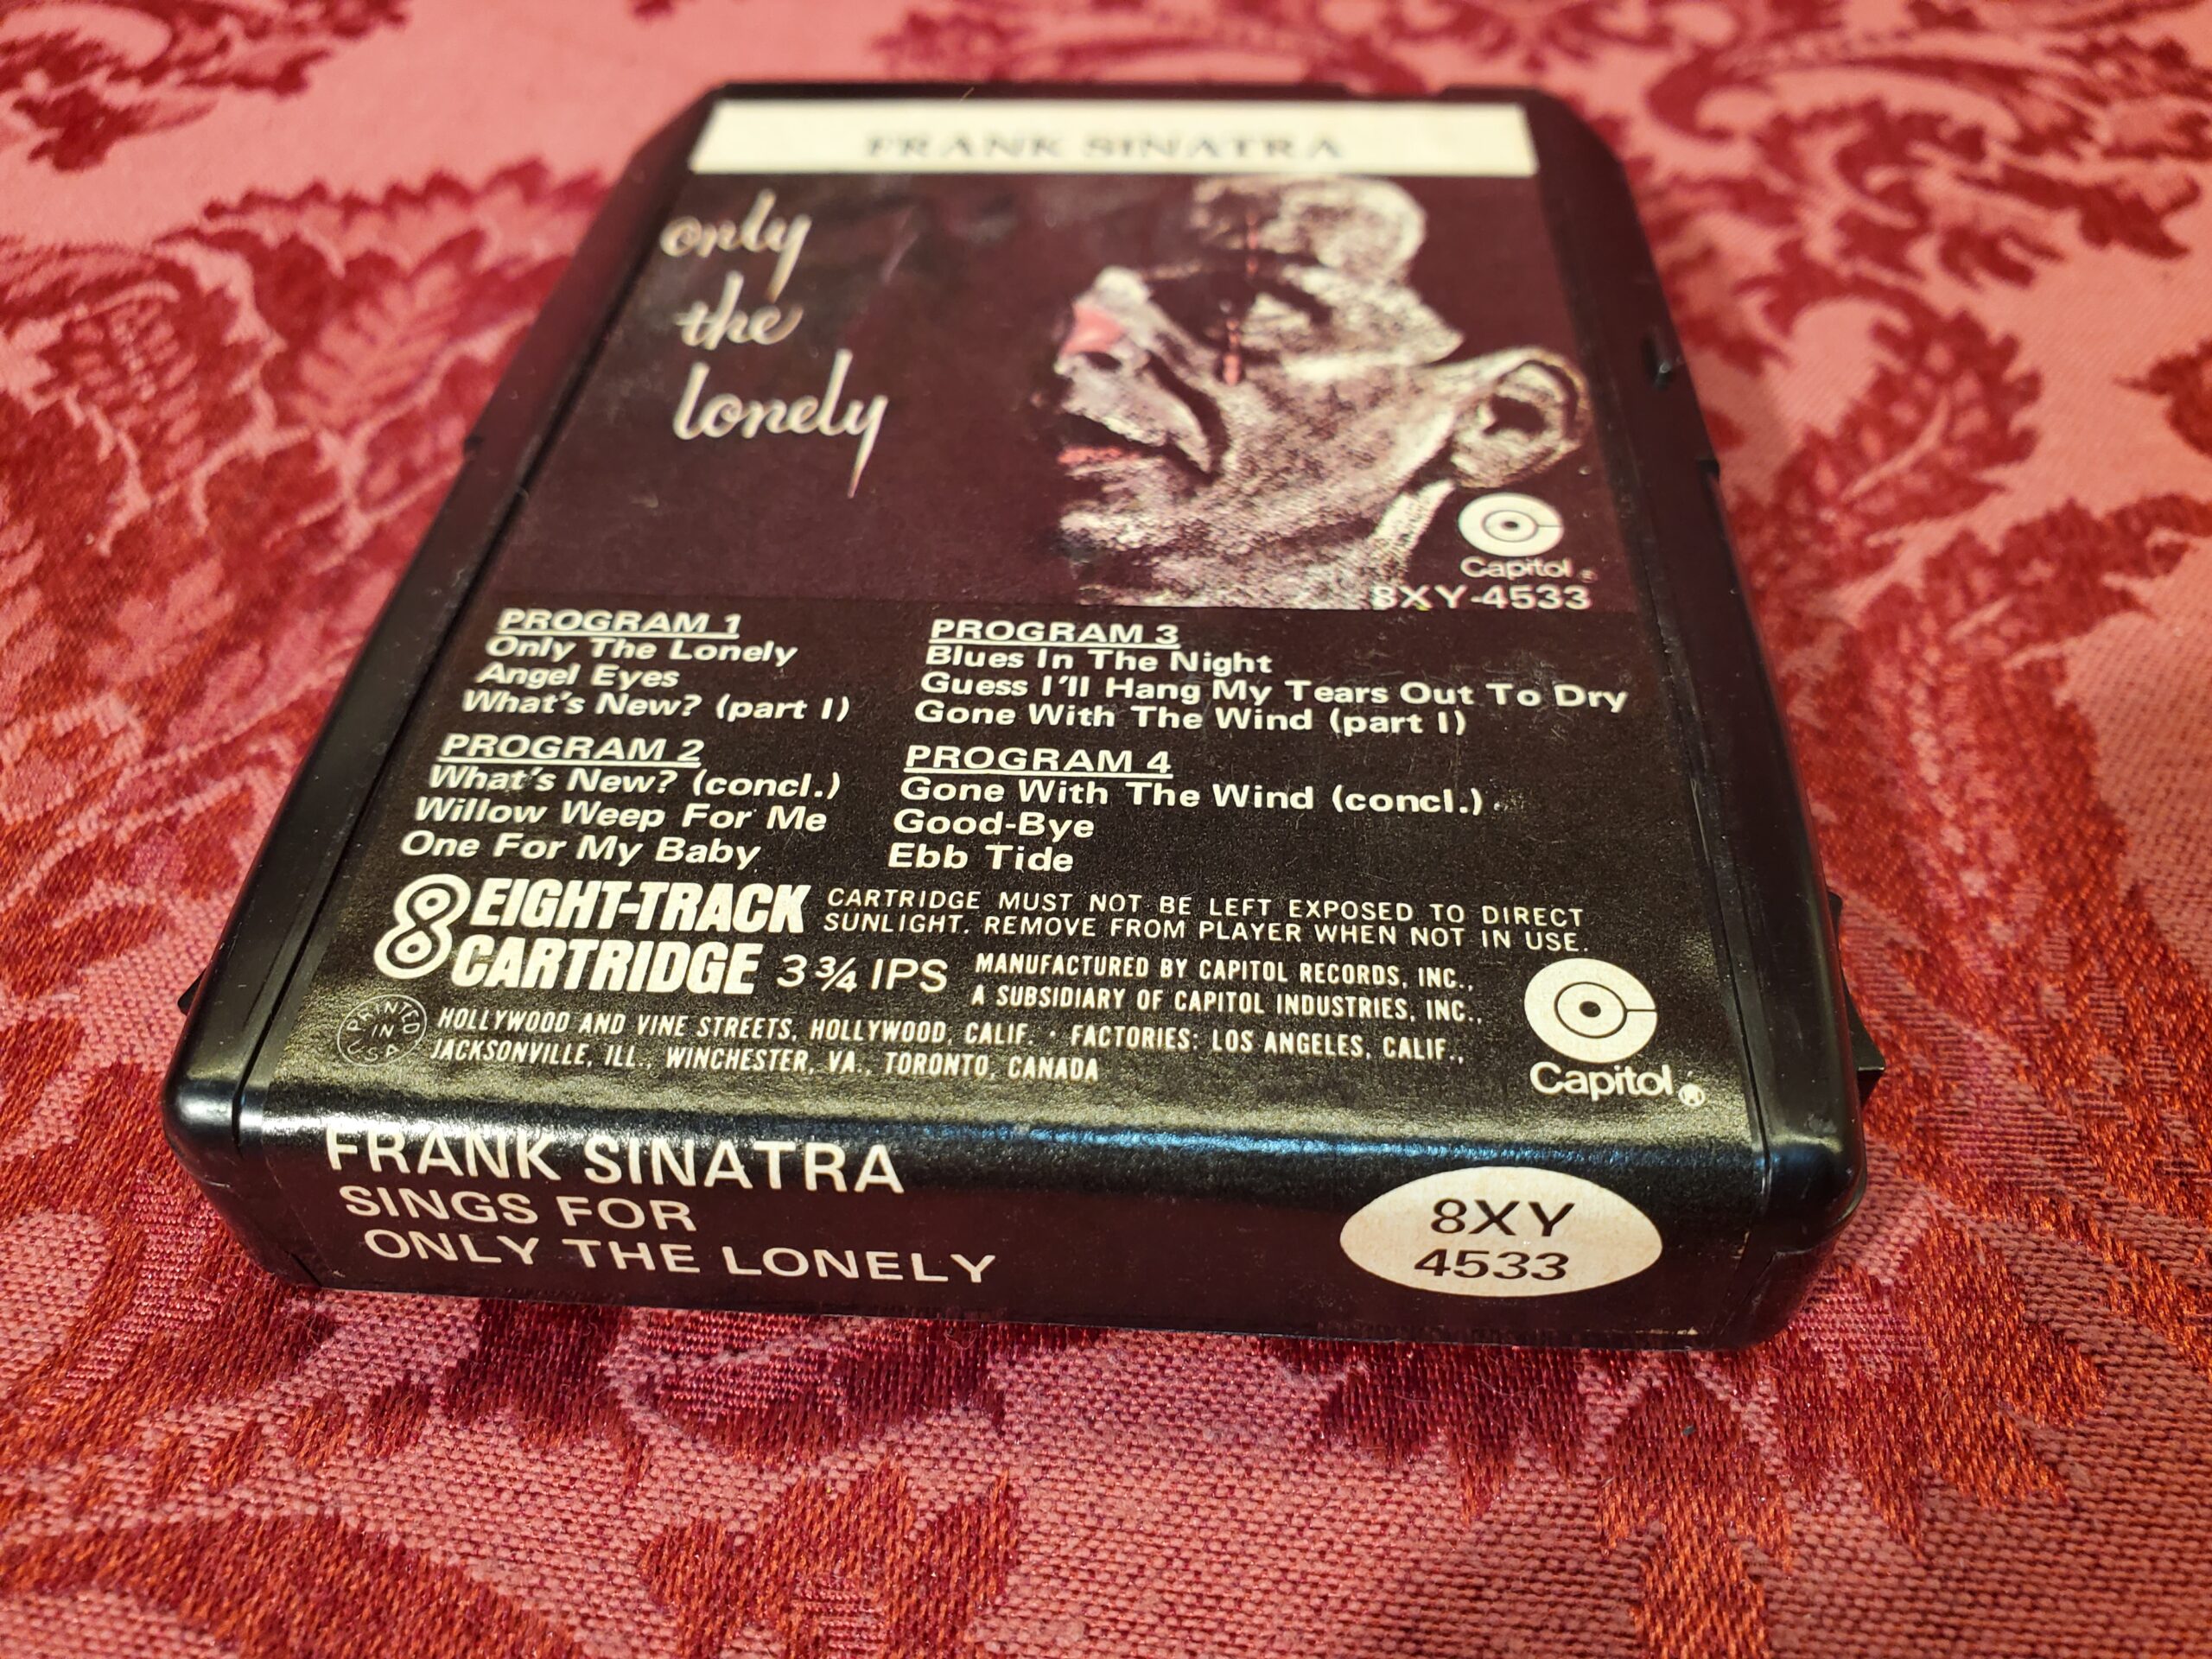 FRANK SINATRA
only
the
lonely
Capitol
8XY-4533
PROGRAM 1
Only The Lonely
Angel Eyes
What's New? (part I)
PROGRAM 2
What's New? (concl.)
Willow Weep For Me
One For My Baby
PROGRAM 3
Blues In The Night
Guess I'll Hang My Tears Out To Dry
Gone With The Wind (part I)
PROGRAM 4
Gone With The Wind (concl.)
Good-Bye
Ebb Tide
8 EIGHT-TRACK
CARTRIDGE 3 3/4 IPS
CARTRIDGE MUST NOT BE LEFT EXPOSED TO DIRECT
SUNLIGHT. REMOVE FROM PLAYER WHEN NOT IN USE.
MANUFACTURED BY CAPITOL RECORDS, INC.,
A SUBSIDIARY OF CAPITOL INDUSTRIES, INC.,
PRINTED
IN
USA
HOLLYWOOD AND VINE STREETS, HOLLYWOOD, CALIF. · FACTORIES: LOS ANGELES, CALIF.,
JACKSONVILLE, ILL., WINCHESTER, VA., TORONTO, CANADA
Capitol®
FRANK SINATRA
SINGS FOR
ONLY THE LONELY
8XY
4533